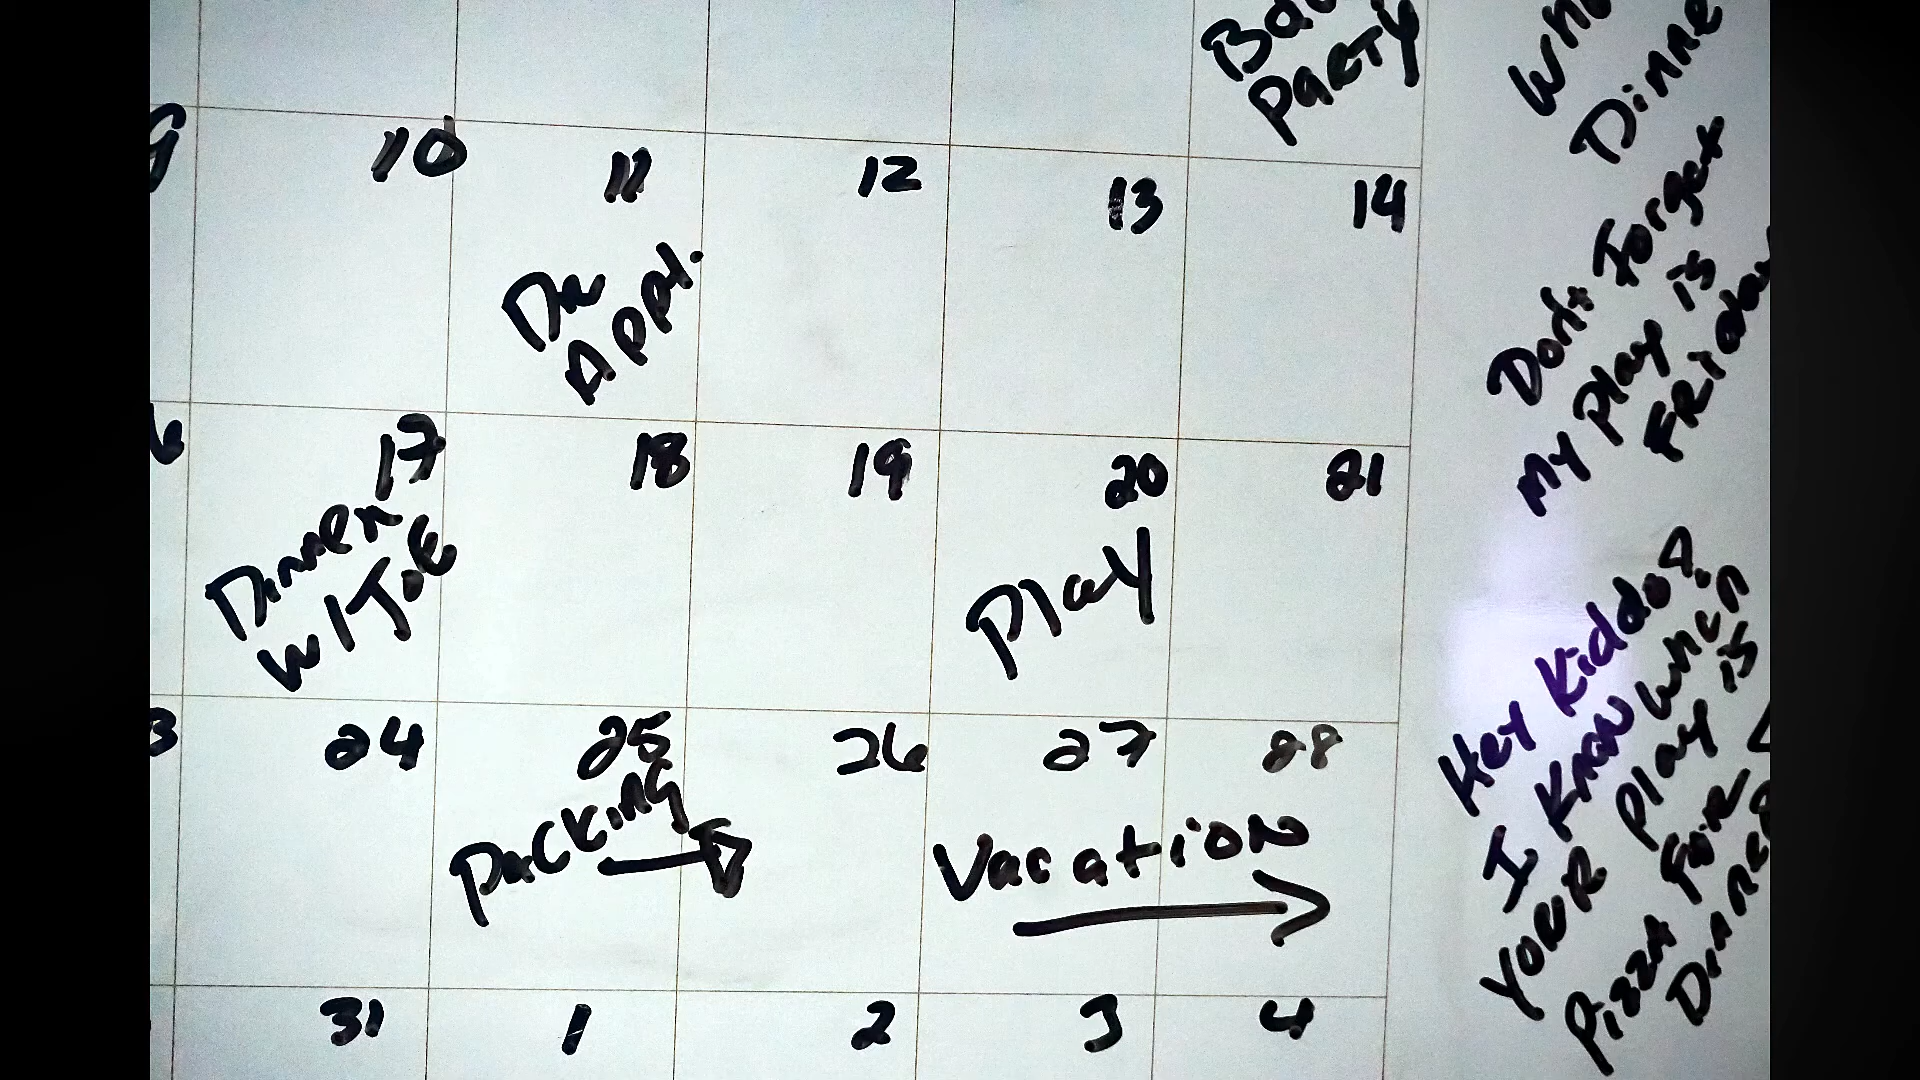 PARTY
10 11 12 13 14
Dr
Appt.
17 18 19 20 21
Dinner
W/Joe
Play
24 25 26 27 28
Packing
Vacation
31 1 2 3 4
Dont Forget
My Play is
Friday
Hey Kiddo,
I Know when
YOUR Play is
Pizza FOR
Dinner